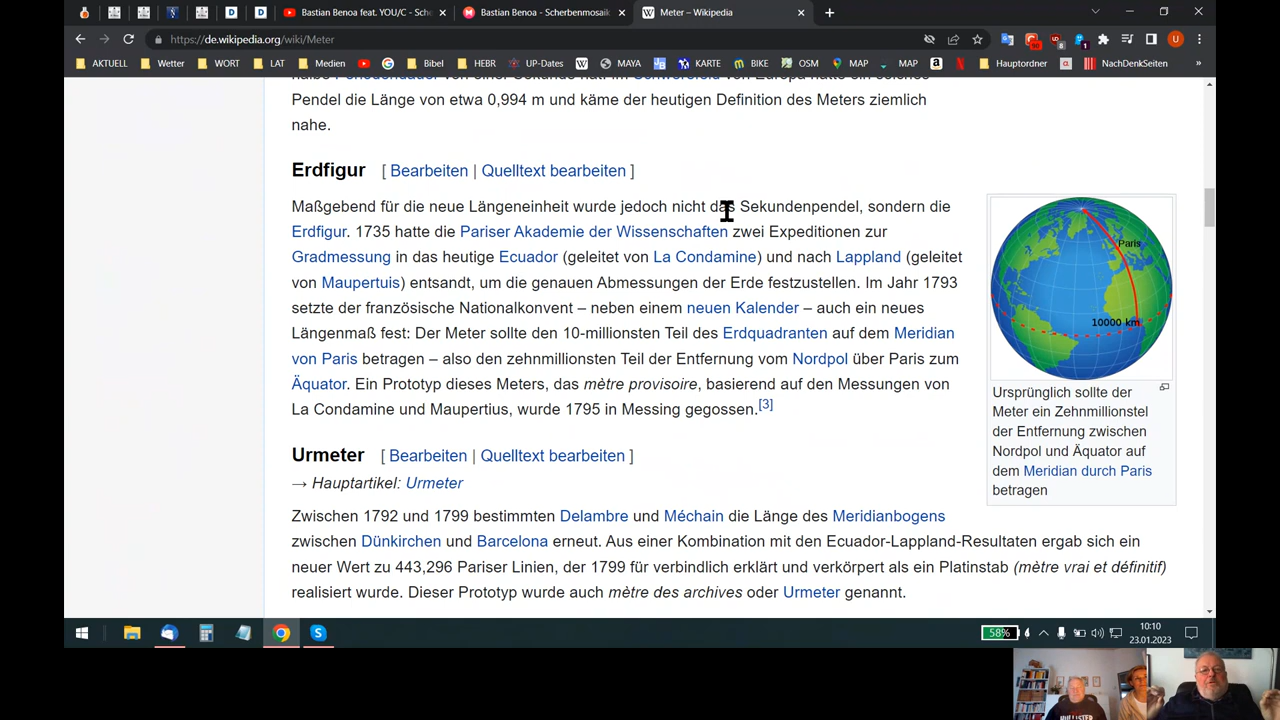 Bastian Benoa feat. YOU/C - Sch
Bastian Benoa - Scherbenmosaik
Meter – Wikipedia
https://de.wikipedia.org/wiki/Meter
AKTUELL
Wetter
WORT
LAT
Medien
Bibel
HEBR
UP-Dates
MAYA
KARTE
BIKE
OSM
MAP
MAP
Hauptordner
NachDenkSeiten
»
Pendel die Länge von etwa 0,994 m und käme der heutigen Definition des Meters ziemlich
nahe.
Erdfigur [ Bearbeiten | Quelltext bearbeiten ]
Maßgebend für die neue Längeneinheit wurde jedoch nicht das Sekundenpendel, sondern die
Erdfigur. 1735 hatte die Pariser Akademie der Wissenschaften zwei Expeditionen zur
Gradmessung in das heutige Ecuador (geleitet von La Condamine) und nach Lappland (geleitet
von Maupertuis) entsandt, um die genauen Abmessungen der Erde festzustellen. Im Jahr 1793
setzte der französische Nationalkonvent – neben einem neuen Kalender – auch ein neues
Längenmaß fest: Der Meter sollte den 10-millionsten Teil des Erdquadranten auf dem Meridian
von Paris betragen – also den zehnmillionsten Teil der Entfernung vom Nordpol über Paris zum
Äquator. Ein Prototyp dieses Meters, das mètre provisoire, basierend auf den Messungen von
La Condamine und Maupertius, wurde 1795 in Messing gegossen.[3]
Paris
10000 km
Ursprünglich sollte der
Meter ein Zehnmillionstel
der Entfernung zwischen
Nordpol und Äquator auf
dem Meridian durch Paris
betragen
Urmeter [ Bearbeiten | Quelltext bearbeiten ]
→ Hauptartikel: Urmeter
Zwischen 1792 und 1799 bestimmten Delambre und Méchain die Länge des Meridianbogens
zwischen Dünkirchen und Barcelona erneut. Aus einer Kombination mit den Ecuador-Lappland-Resultaten ergab sich ein
neuer Wert zu 443,296 Pariser Linien, der 1799 für verbindlich erklärt und verkörpert als ein Platinstab (mètre vrai et définitif)
realisiert wurde. Dieser Prototyp wurde auch mètre des archives oder Urmeter genannt.
58%
10:10
23.01.2023